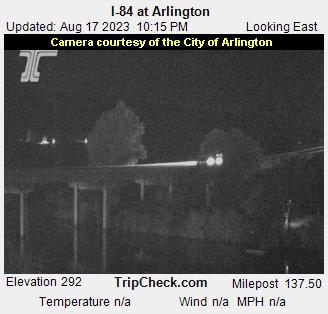 I-84 at Arlington
Updated: Aug 17 2023 10:15 PM Looking East
Camera courtesy of the City of Arlington
Elevation 292 TripCheck.com Milepost 137.50
Temperature n/a Wind n/a MPH n/a